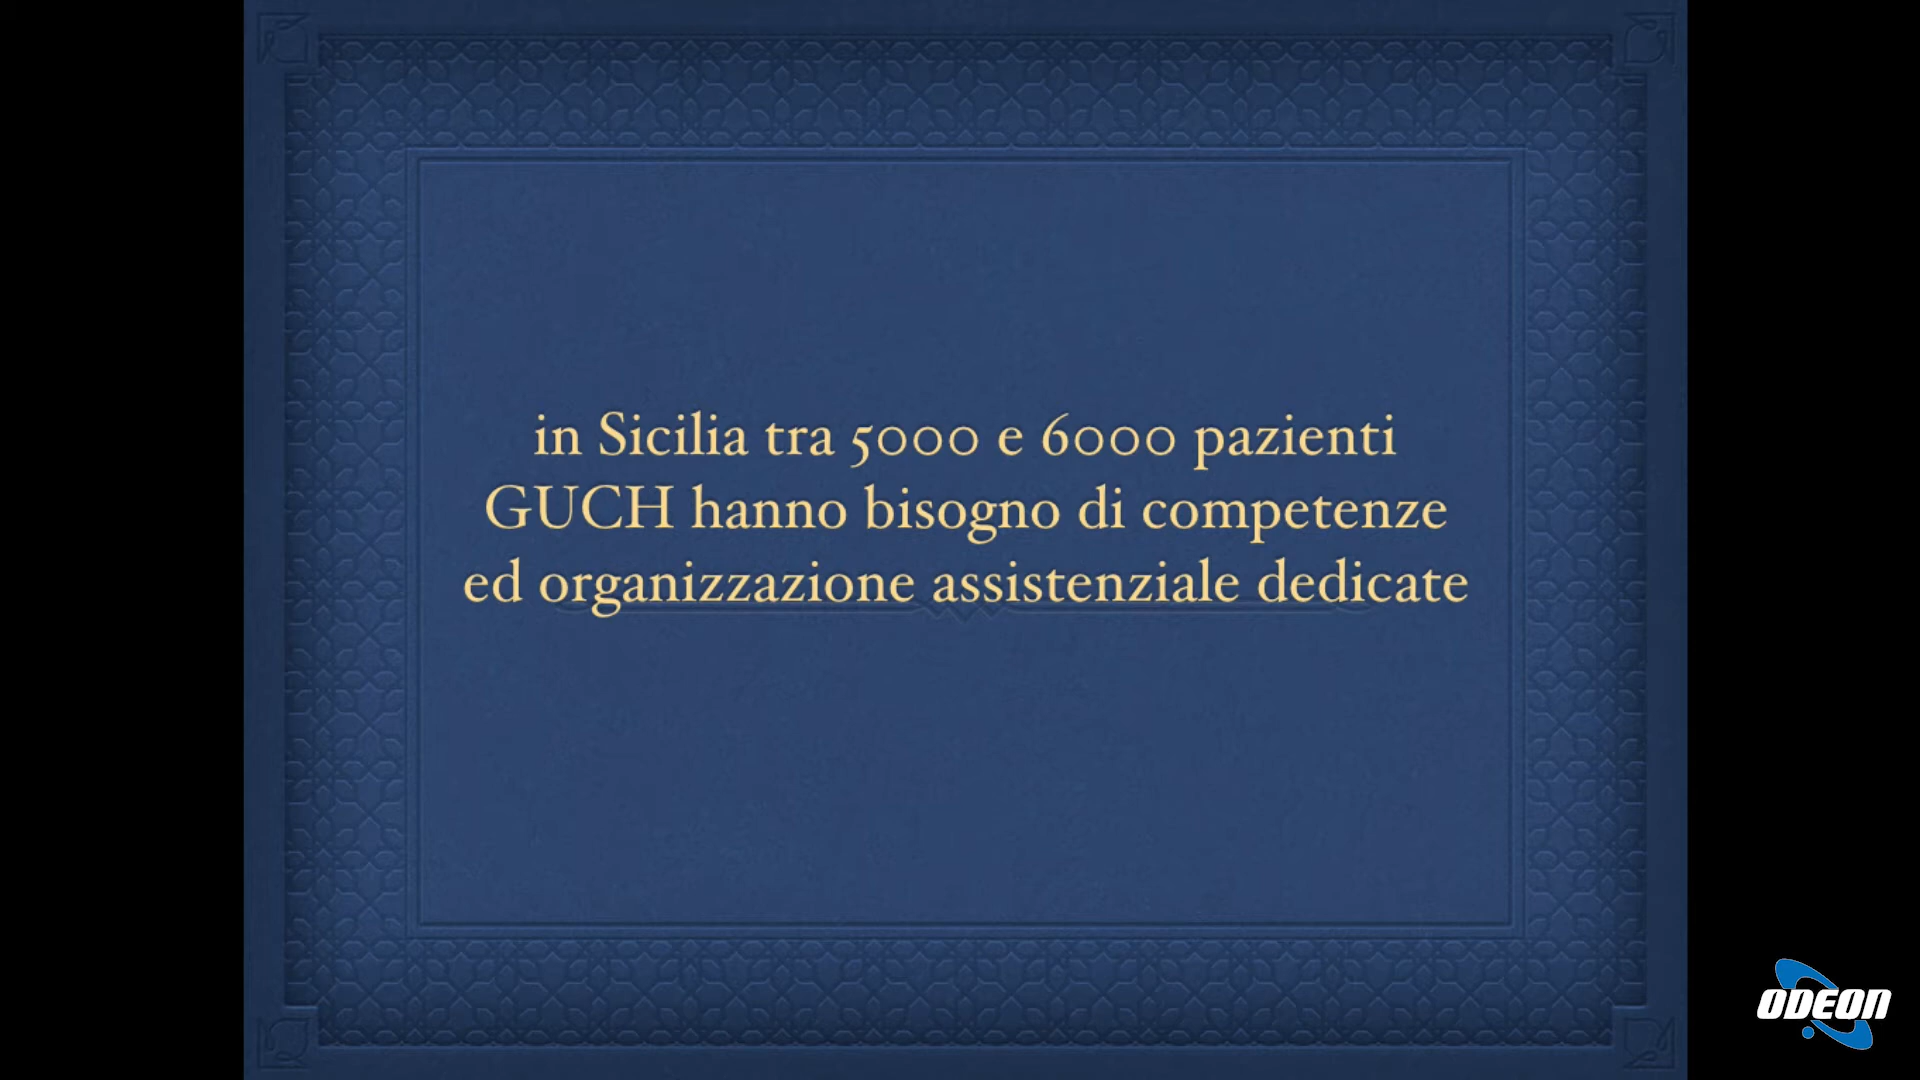 in Sicilia tra 5000 e 6000 pazienti
GUCH hanno bisogno di competenze
ed organizzazione assistenziale dedicate
ODEON